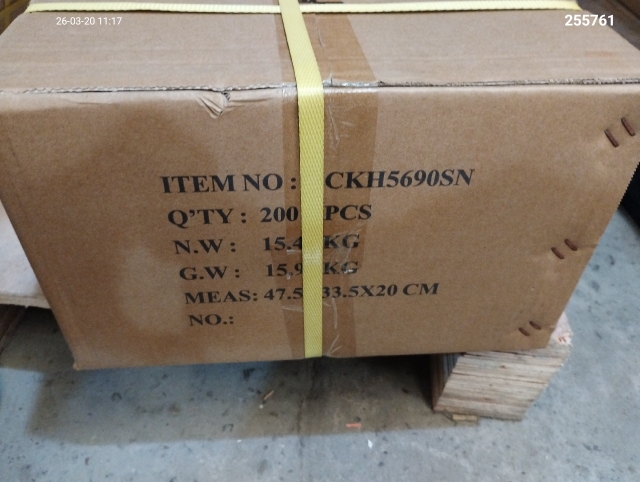 26-03-20 11:17
255761
ITEM NO : CKH5690SN
Q'TY : 200 PCS
N.W : 15.4 KG
G.W : 15.9 KG
MEAS: 47.5 33.5X20 CM
NO.: